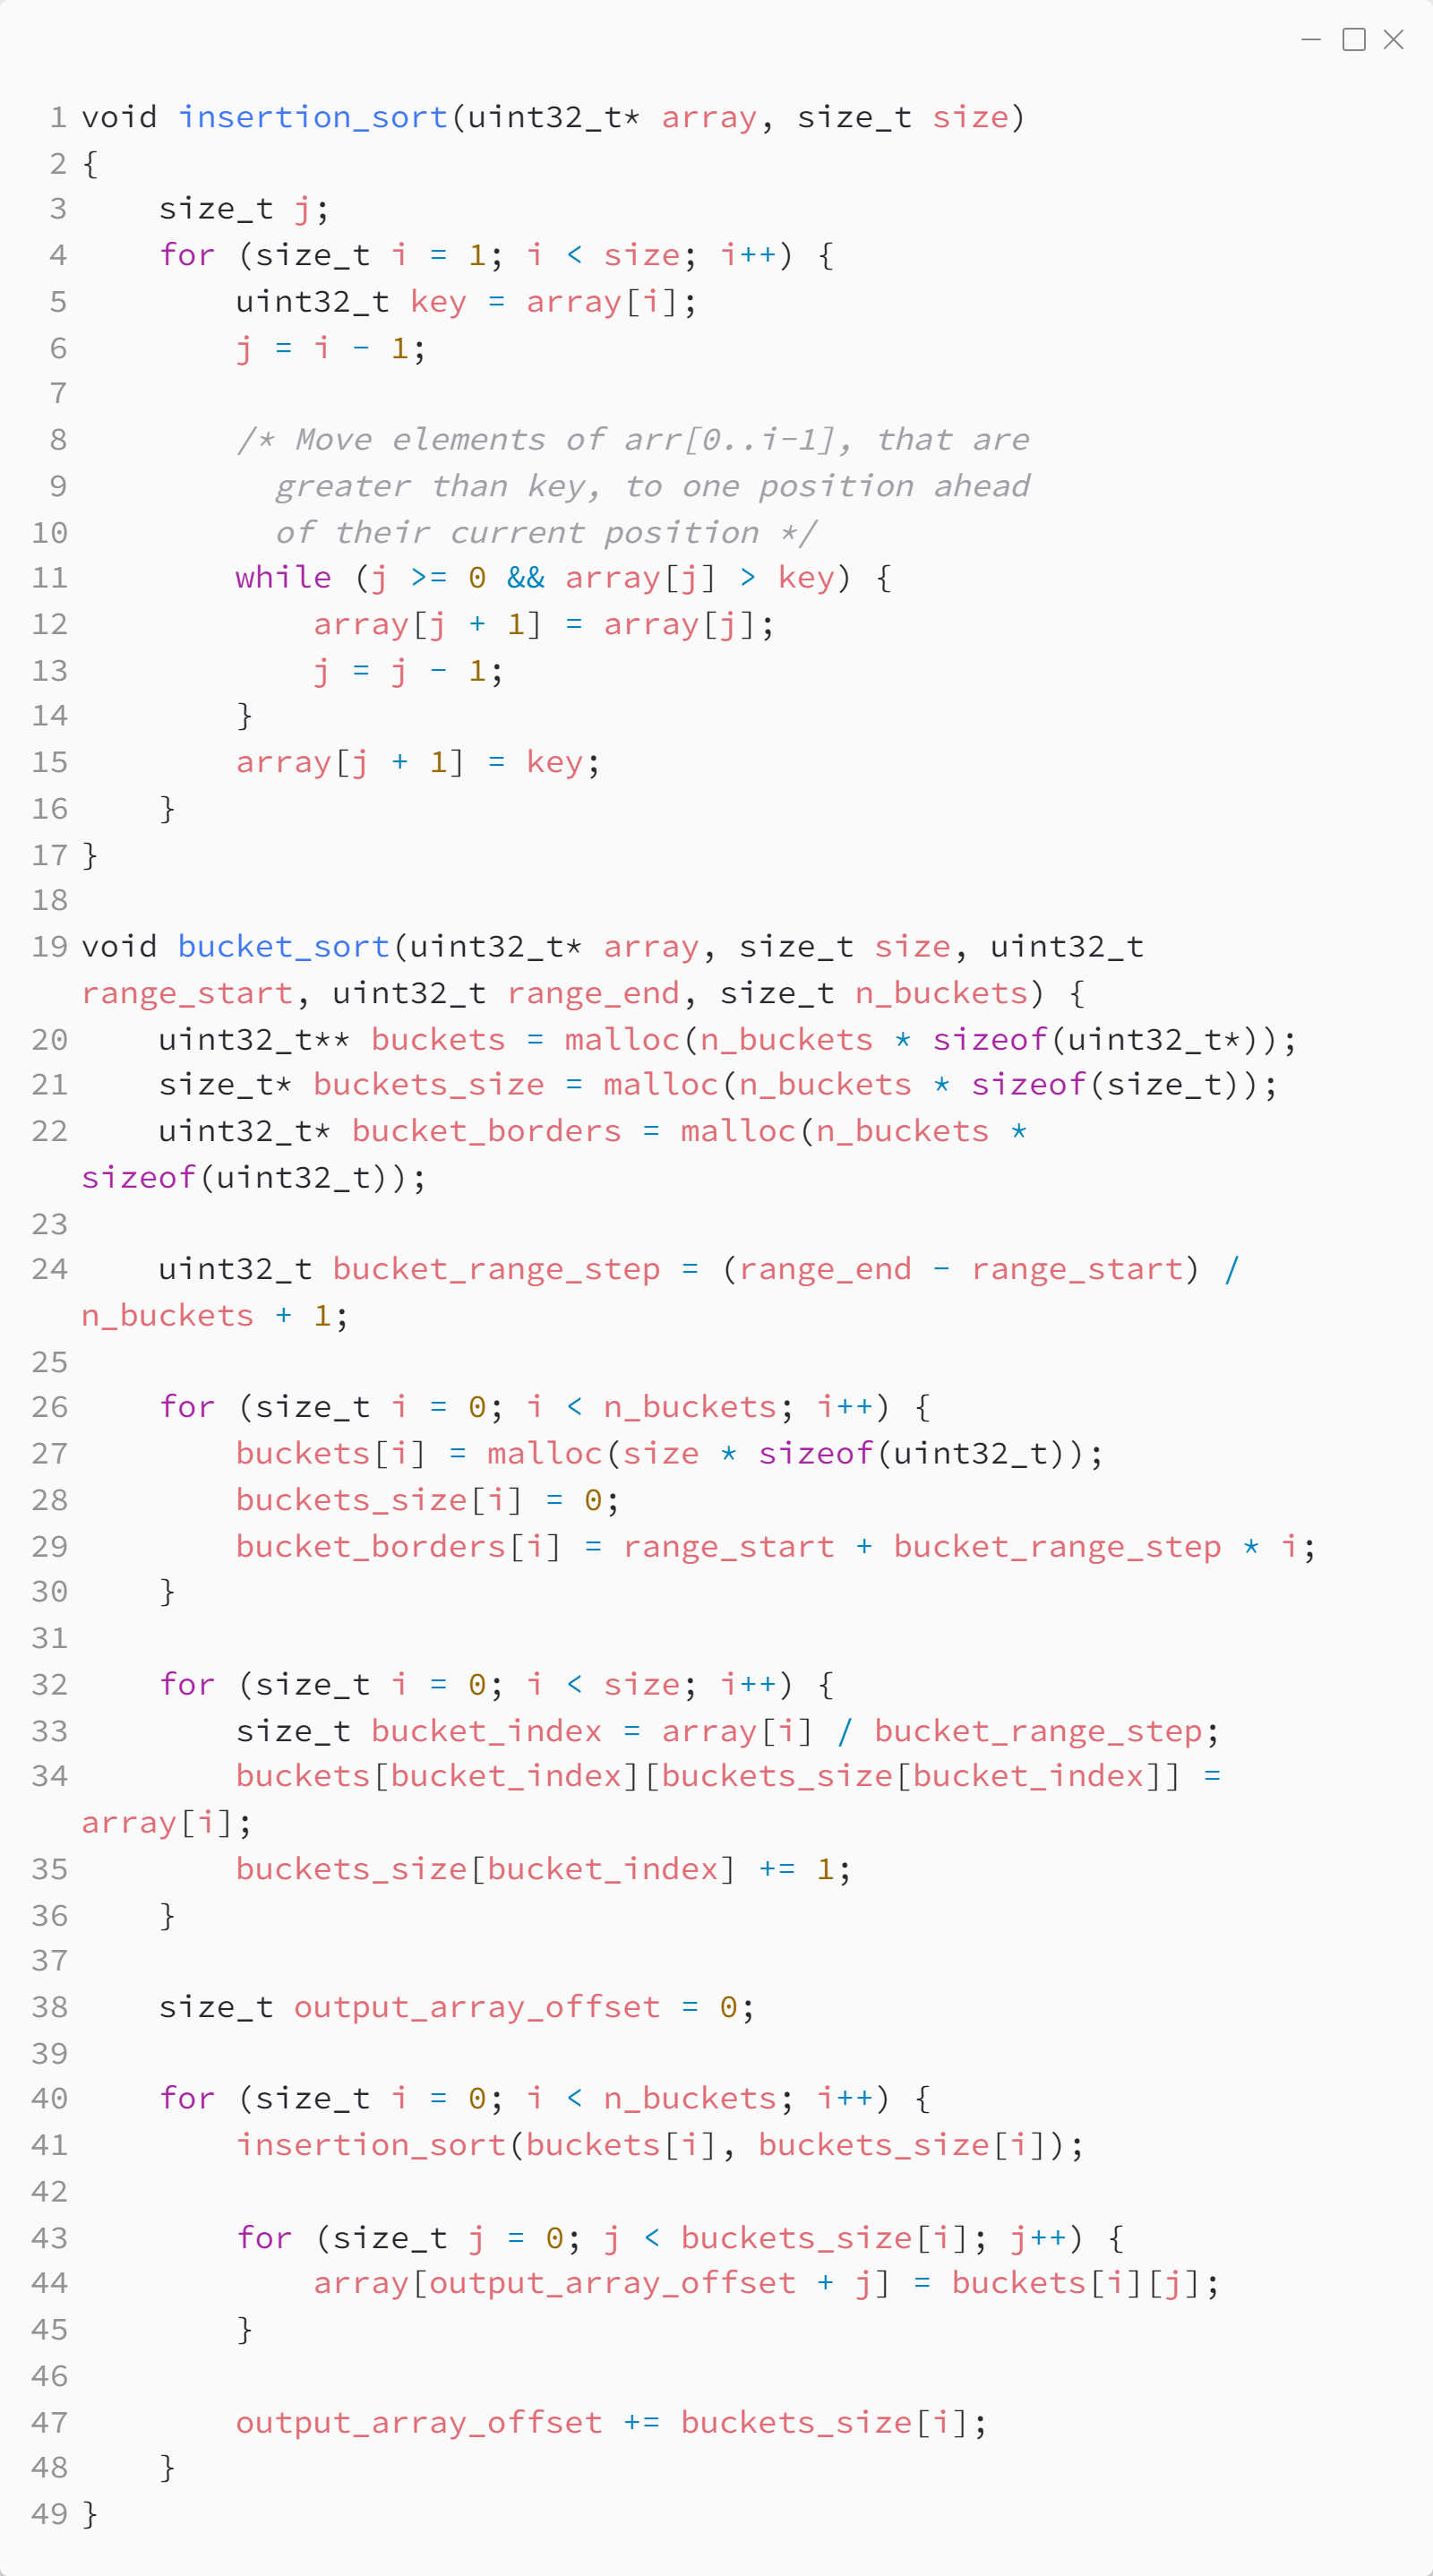 1 void insertion_sort(uint32_t* array, size_t size)
2 {
3     size_t j;
4     for (size_t i = 1; i < size; i++) {
5         uint32_t key = array[i];
6         j = i - 1;
7
8         /* Move elements of arr[0..i-1], that are
9           greater than key, to one position ahead
10           of their current position */
11         while (j >= 0 && array[j] > key) {
12             array[j + 1] = array[j];
13             j = j - 1;
14         }
15         array[j + 1] = key;
16     }
17 }
18
19 void bucket_sort(uint32_t* array, size_t size, uint32_t
range_start, uint32_t range_end, size_t n_buckets) {
20     uint32_t** buckets = malloc(n_buckets * sizeof(uint32_t*));
21     size_t* buckets_size = malloc(n_buckets * sizeof(size_t));
22     uint32_t* bucket_borders = malloc(n_buckets *
sizeof(uint32_t));
23
24     uint32_t bucket_range_step = (range_end - range_start) /
n_buckets + 1;
25
26     for (size_t i = 0; i < n_buckets; i++) {
27         buckets[i] = malloc(size * sizeof(uint32_t));
28         buckets_size[i] = 0;
29         bucket_borders[i] = range_start + bucket_range_step * i;
30     }
31
32     for (size_t i = 0; i < size; i++) {
33         size_t bucket_index = array[i] / bucket_range_step;
34         buckets[bucket_index][buckets_size[bucket_index]] =
array[i];
35         buckets_size[bucket_index] += 1;
36     }
37
38     size_t output_array_offset = 0;
39
40     for (size_t i = 0; i < n_buckets; i++) {
41         insertion_sort(buckets[i], buckets_size[i]);
42
43         for (size_t j = 0; j < buckets_size[i]; j++) {
44             array[output_array_offset + j] = buckets[i][j];
45         }
46
47         output_array_offset += buckets_size[i];
48     }
49 }